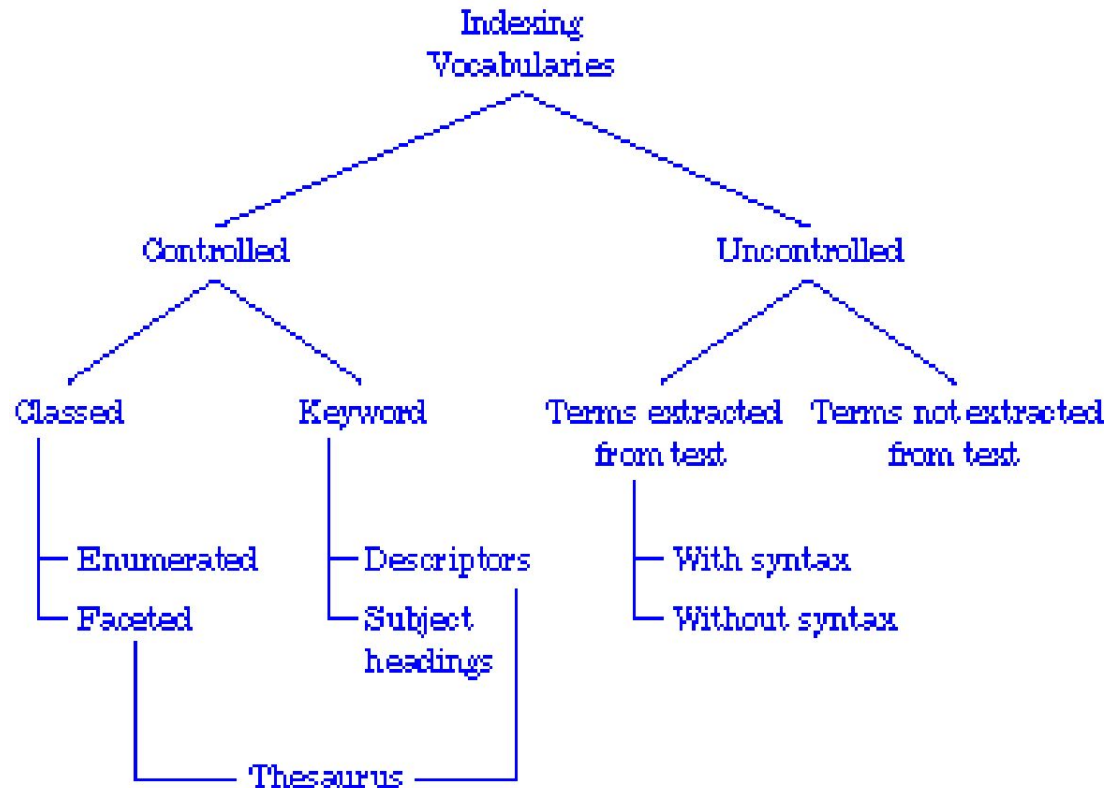 Indexing
Vocabularies
Controlled
Uncontrolled
Classed
Keyword
Terms extracted
from text
Terms not extracted
from text
Enumerated
Faceted
Descriptors
Subject
headings
With syntax
Without syntax
Thesaurus